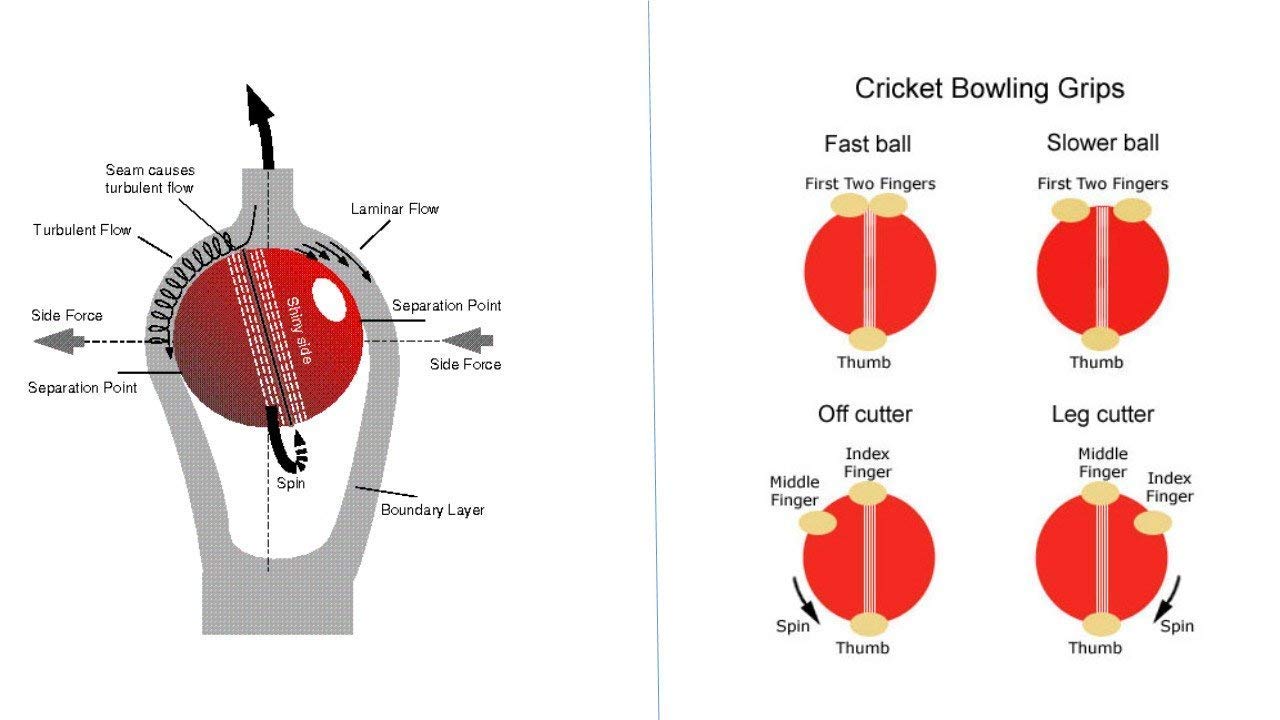 Seam causes
turbulent flow
Turbulent Flow
Laminar Flow
Shiny side
Separation Point
Side Force
Side Force
Separation Point
Spin
Boundary Layer
Cricket Bowling Grips
Fast ball
Slower ball
First Two Fingers
First Two Fingers
Thumb
Thumb
Off cutter
Leg cutter
Index
Finger
Middle
Finger
Spin
Thumb
Middle
Finger
Index
Finger
Spin
Thumb